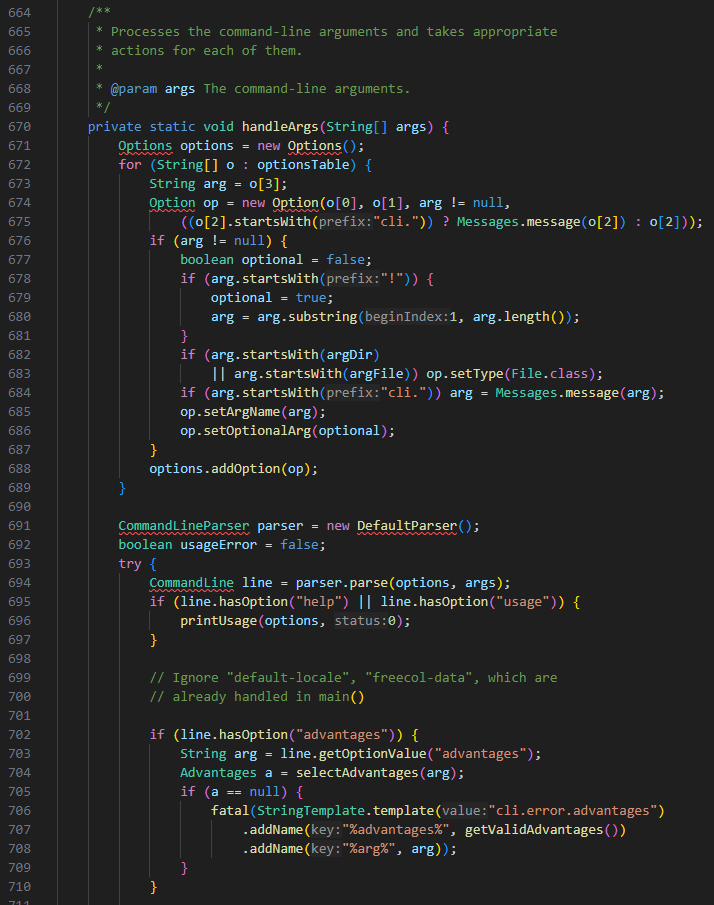 664 /**
665  * Processes the command-line arguments and takes appropriate
666  * actions for each of them.
667  *
668  * @param args The command-line arguments.
669  */
670 private static void handleArgs(String[] args) {
671     Options options = new Options();
672     for (String[] o : optionsTable) {
673         String arg = o[3];
674         Option op = new Option(o[0], o[1], arg != null,
675             ((o[2].startsWith(prefix:"cli.")) ? Messages.message(o[2]) : o[2]));
676         if (arg != null) {
677             boolean optional = false;
678             if (arg.startsWith(prefix:"!")) {
679                 optional = true;
680                 arg = arg.substring(beginIndex:1, arg.length());
681             }
682             if (arg.startsWith(argDir)
683                 || arg.startsWith(argFile)) op.setType(File.class);
684             if (arg.startsWith(prefix:"cli.")) arg = Messages.message(arg);
685             op.setArgName(arg);
686             op.setOptionalArg(optional);
687         }
688         options.addOption(op);
689     }
690
691     CommandLineParser parser = new DefaultParser();
692     boolean usageError = false;
693     try {
694         CommandLine line = parser.parse(options, args);
695         if (line.hasOption("help") || line.hasOption("usage")) {
696             printUsage(options, status:0);
697         }
698
699         // Ignore "default-locale", "freecol-data", which are
700         // already handled in main()
701
702         if (line.hasOption("advantages")) {
703             String arg = line.getOptionValue("advantages");
704             Advantages a = selectAdvantages(arg);
705             if (a == null) {
706                 fatal(StringTemplate.template(value:"cli.error.advantages")
707                     .addName(key:"%advantages%", getValidAdvantages())
708                     .addName(key:"%arg%", arg));
709             }
710         }
711